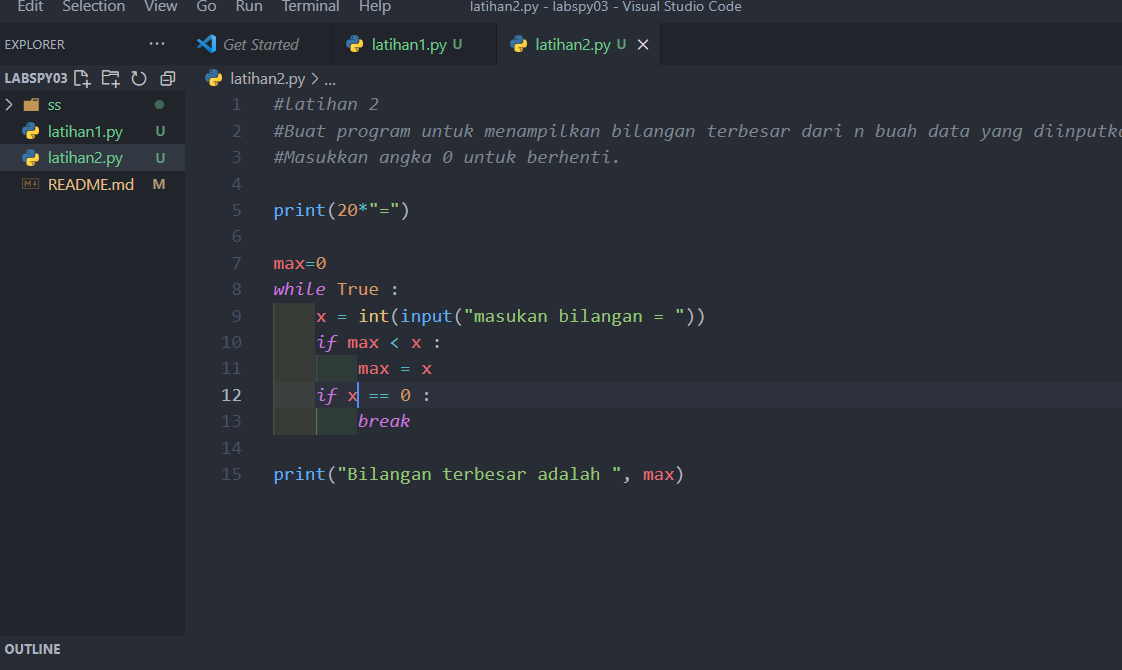 Edit Selection View Go Run Terminal Help latihan2.py - labspy03 - Visual Studio Code
EXPLORER ... Get Started latihan1.py U latihan2.py U
LABSPY03 latihan2.py > ...
ss
latihan1.py U
latihan2.py U
README.md M
1 #latihan 2
2 #Buat program untuk menampilkan bilangan terbesar dari n buah data yang
3 #Masukkan angka 0 untuk berhenti.
4
5 print(20*"=")
6
7 max=0
8 while True :
9 x = int(input("masukan bilangan = "))
10 if max < x :
11 max = x
12 if x == 0 :
13 break
14
15 print("Bilangan terbesar adalah ", max)
OUTLINE